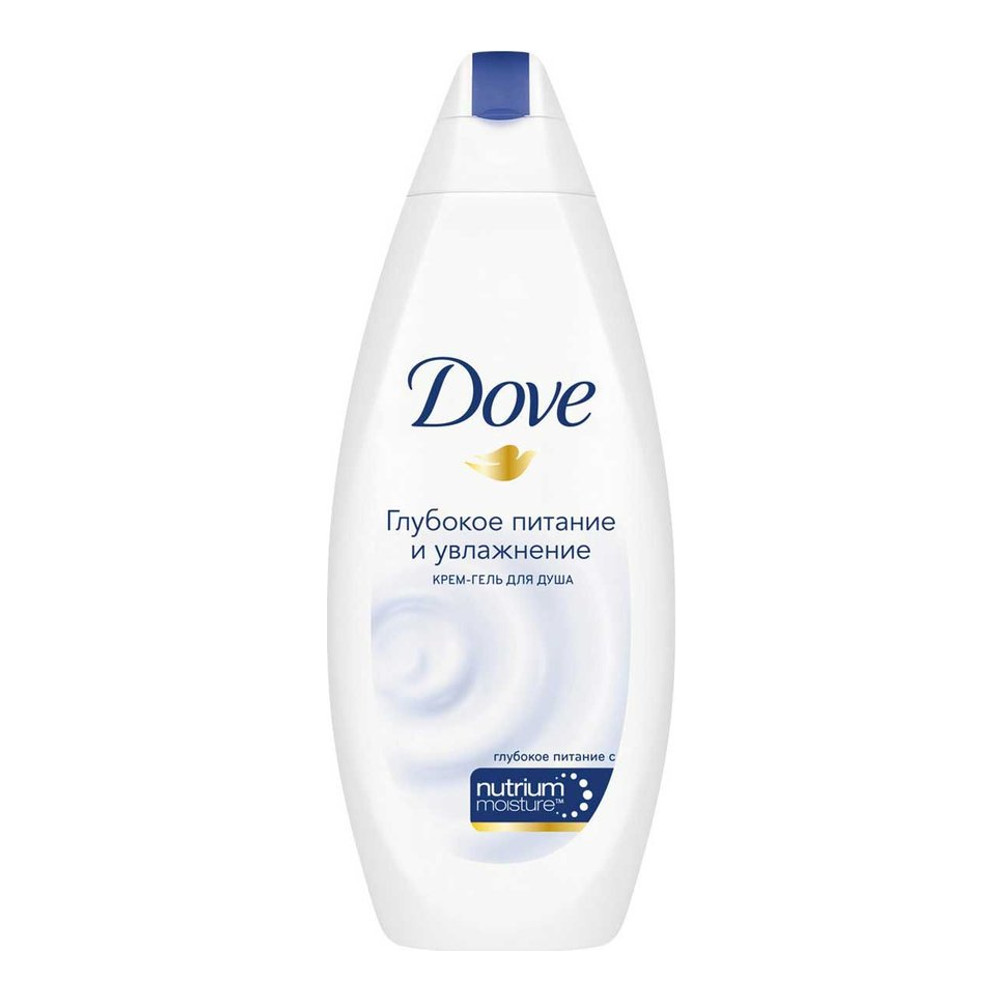 Dove
Глубокое питание
и увлажнение
КРЕМ-ГЕЛЬ ДЛЯ ДУША
глубокое питание с
nutrium
moisture™